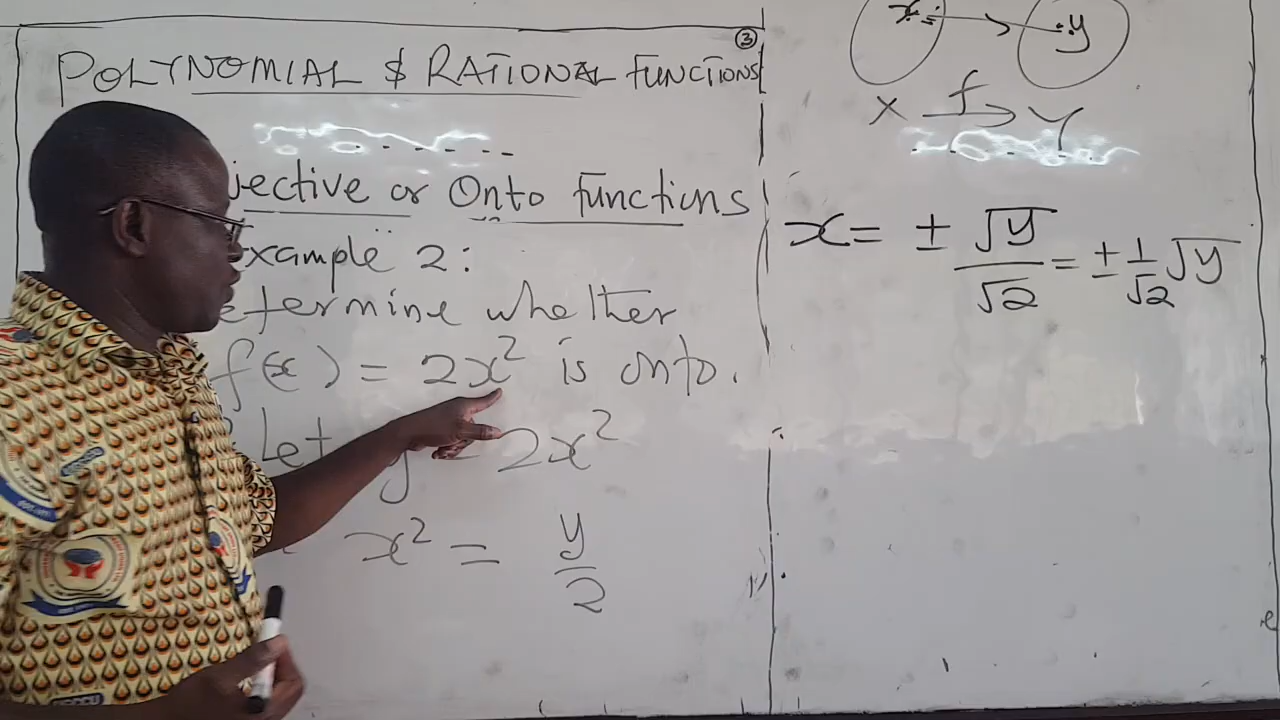 ③
POLYNOMIAL & RATIONAL FUNCTIONS
jective or Onto functions
xample 2:
etermine whether
f(x) = 2x² is onto.
Let y = 2x²
x² = y/2
x y
X f→ Y
x = ± √y/√2 = ± 1/√2 √y